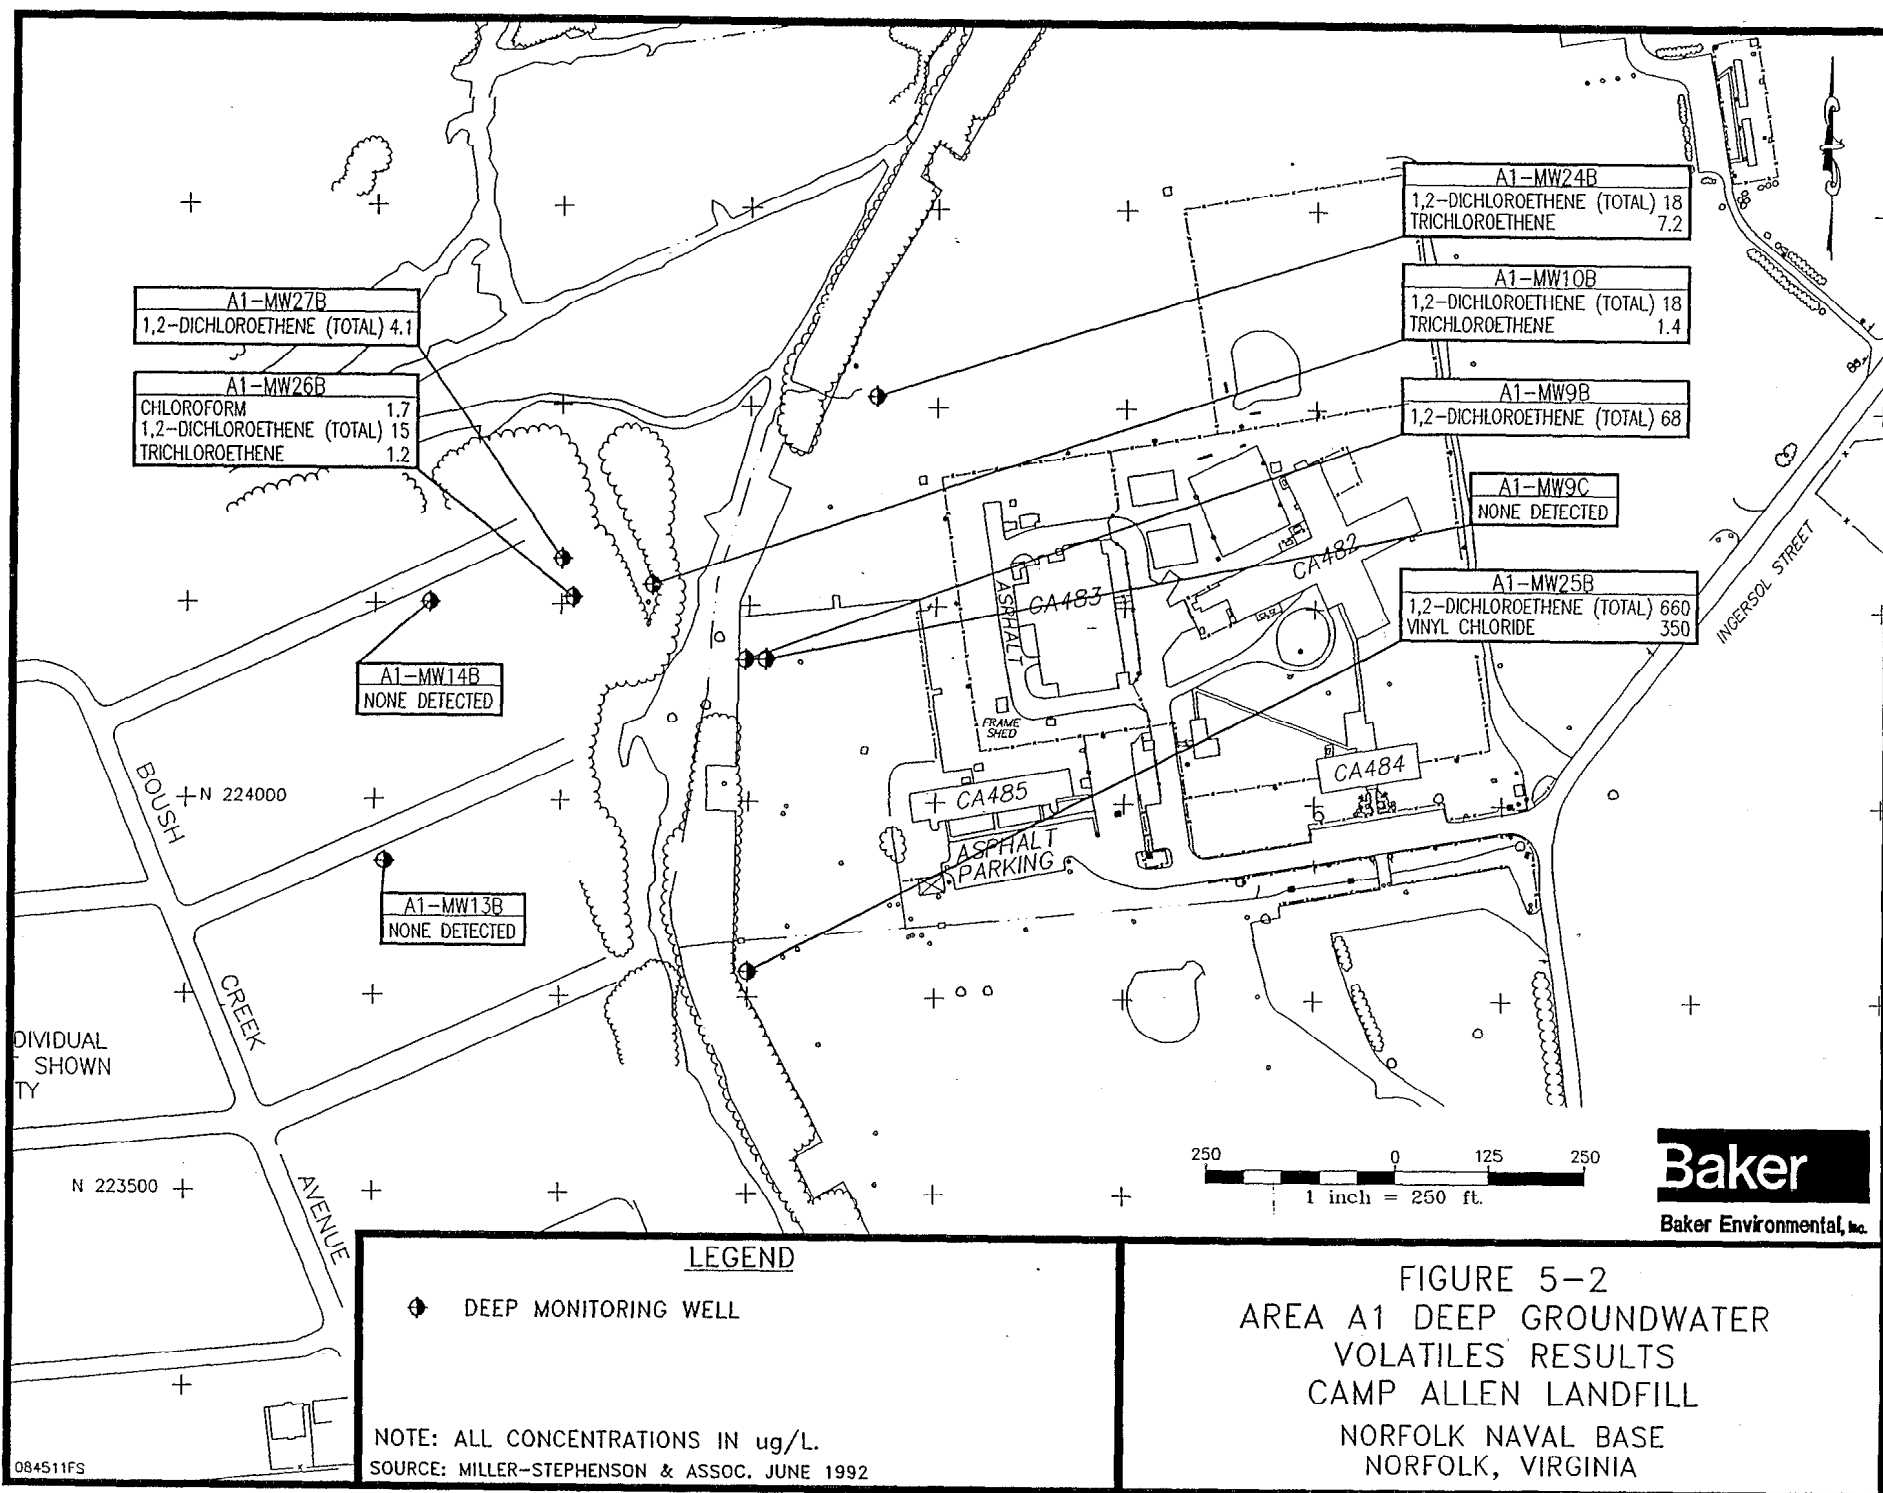 A1-MW24B
1,2-DICHLOROETHENE (TOTAL) 18
TRICHLOROETHENE 7.2
A1-MW10B
1,2-DICHLOROETHENE (TOTAL) 18
TRICHLOROETHENE 1.4
A1-MW27B
1,2-DICHLOROETHENE (TOTAL) 4.1
A1-MW26B
CHLOROFORM 1.7
1,2-DICHLOROETHENE (TOTAL) 15
TRICHLOROETHENE 1.2
A1-MW9B
1,2-DICHLOROETHENE (TOTAL) 68
A1-MW9C
NONE DETECTED
A1-MW25B
1,2-DICHLOROETHENE (TOTAL) 660
VINYL CHLORIDE 350
A1-MW14B
NONE DETECTED
A1-MW13B
NONE DETECTED
CA482
CA483
ASPHALT
FRAME
SHED
CA484
CA485
ASPHALT
PARKING
INGERSOL STREET
BOUSH
CREEK
AVENUE
N 224000
N 223500
DIVIDUAL
SHOWN
TY
250 0 125 250
1 inch = 250 ft.
Baker
Baker Environmental, Inc.
LEGEND
DEEP MONITORING WELL
NOTE: ALL CONCENTRATIONS IN ug/L.
SOURCE: MILLER-STEPHENSON & ASSOC. JUNE 1992
084511FS
FIGURE 5-2
AREA A1 DEEP GROUNDWATER
VOLATILES RESULTS
CAMP ALLEN LANDFILL
NORFOLK NAVAL BASE
NORFOLK, VIRGINIA